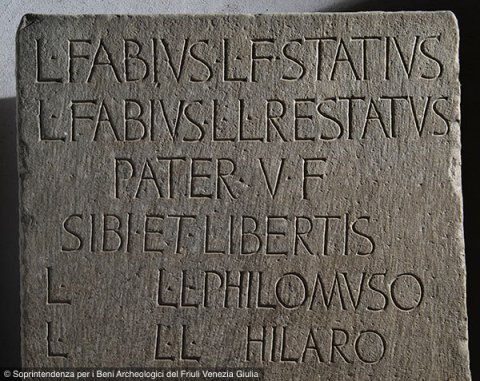 L·FABIVS·L·F·STATIVS
L·FABIVS·L·L·RESTATVS
PATER·V·F
SIBI·ET·LIBERTIS
L· L·L·PHILOMVSO
L· L·L· HILARO
© Soprintendenza per i Beni Archeologici del Friuli Venezia Giulia